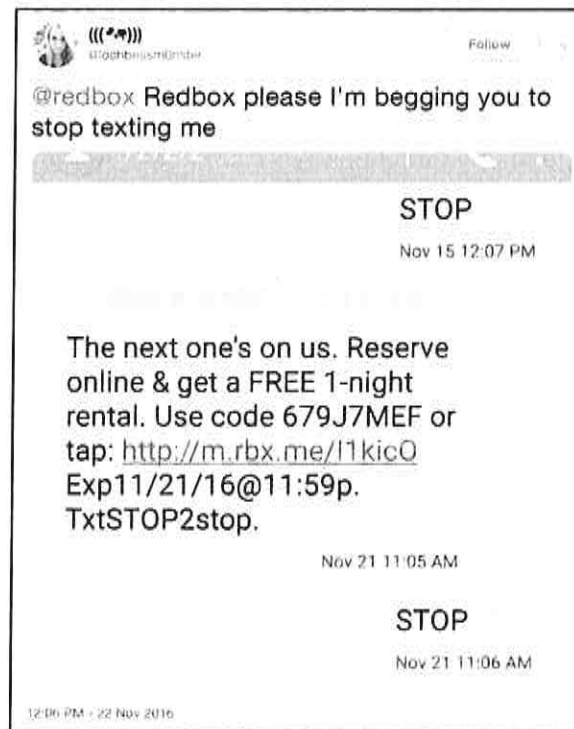 Follow
@redbox Redbox please I'm begging you to
stop texting me
STOP
Nov 15 12:07 PM
The next one's on us. Reserve
online & get a FREE 1-night
rental. Use code 679J7MEF or
tap: http://m.rbx.me/I1kicO
Exp11/21/16@11:59p.
TxtSTOP2stop.
Nov 21 11:05 AM
STOP
Nov 21 11:06 AM
12:06 PM - 22 Nov 2016